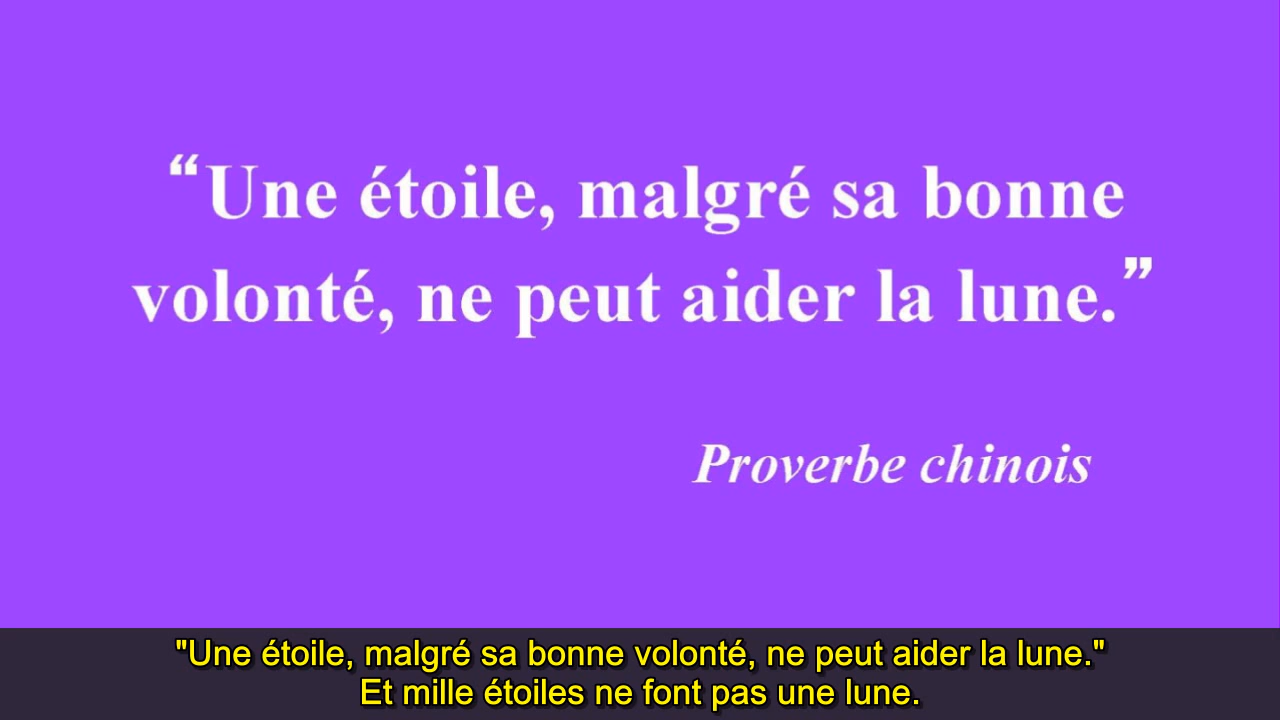 “Une étoile, malgré sa bonne
volonté, ne peut aider la lune.”
Proverbe chinois
"Une étoile, malgré sa bonne volonté, ne peut aider la lune."
Et mille étoiles ne font pas une lune.